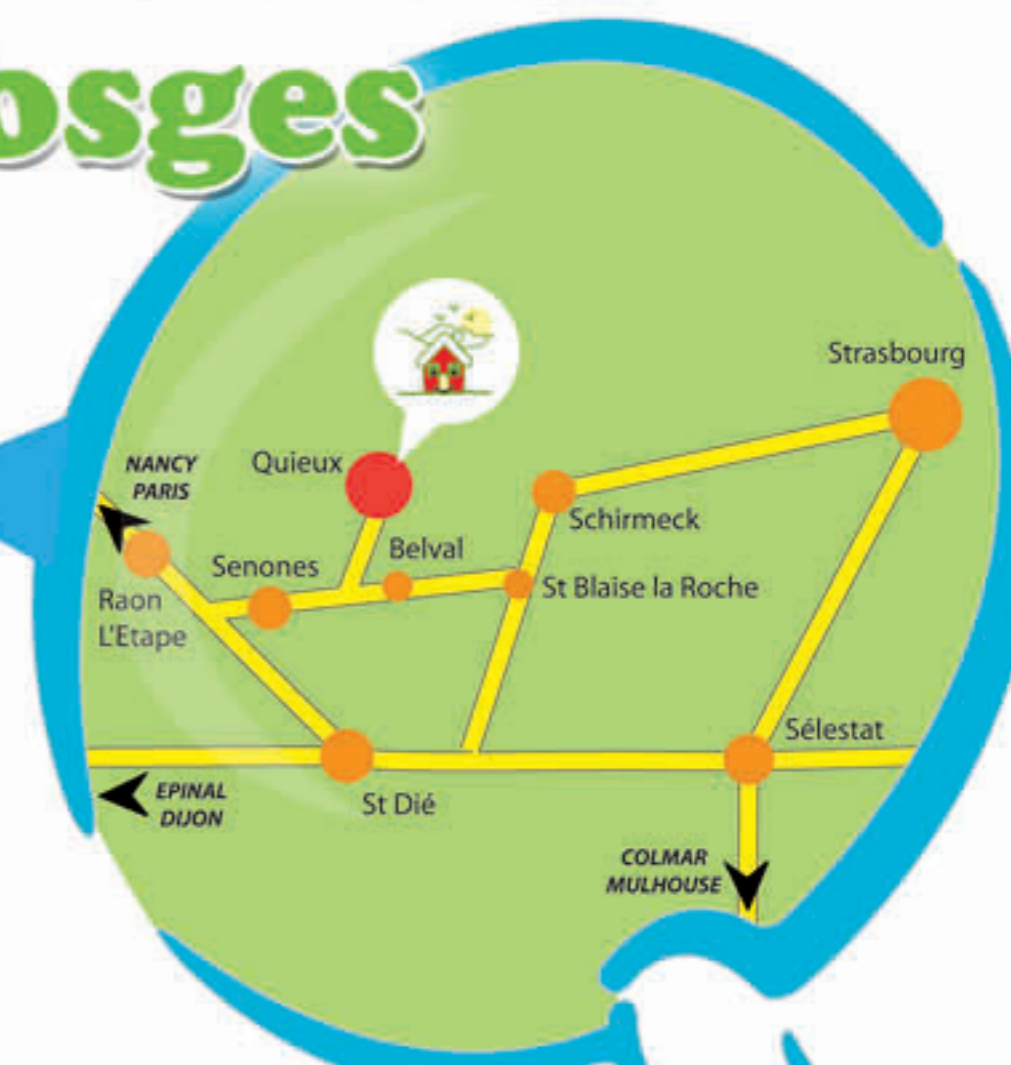 osges
Strasbourg
NANCY
PARIS
Quieux
Schirmeck
Belval
Senones
St Blaise la Roche
Raon
L'Etape
Sélestat
EPINAL
DIJON
St Dié
COLMAR
MULHOUSE